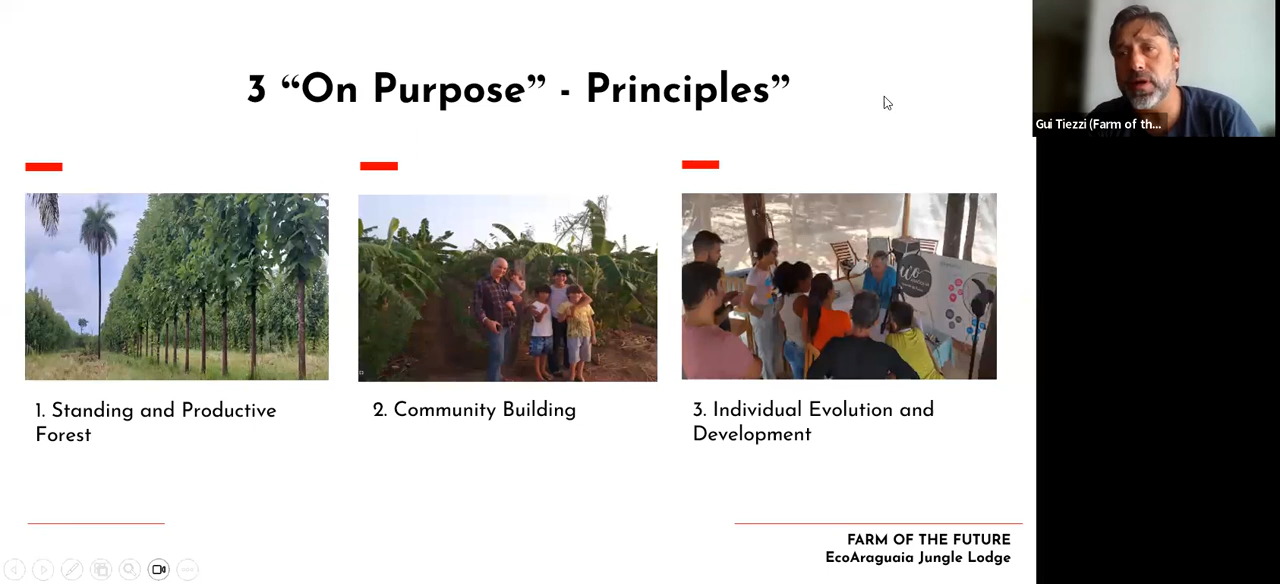 3 “On Purpose” - Principles”
Gui Tiezzi (Farm of th...
1. Standing and Productive
Forest
2. Community Building
eco
3. Individual Evolution and
Development
FARM OF THE FUTURE
EcoAraguaia Jungle Lodge